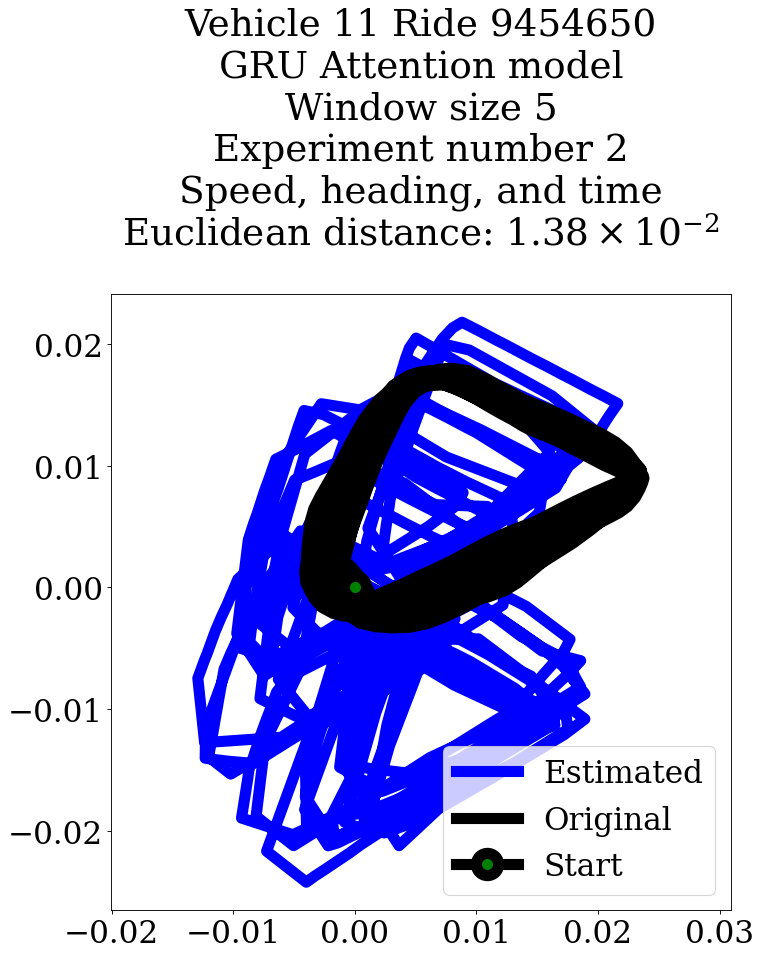 Vehicle 11 Ride 9454650
GRU Attention model
Window size 5
Experiment number 2
Speed, heading, and time
Euclidean distance: 1.38 × 10⁻²
0.02
0.01
0.00
−0.01
−0.02
Estimated
Original
Start
−0.02 −0.01 0.00 0.01 0.02 0.03